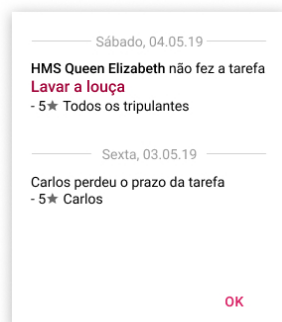 Sábado, 04.05.19
HMS Queen Elizabeth não fez a tarefa
Lavar a louça
- 5★ Todos os tripulantes
Sexta, 03.05.19
Carlos perdeu o prazo da tarefa
- 5★ Carlos
OK